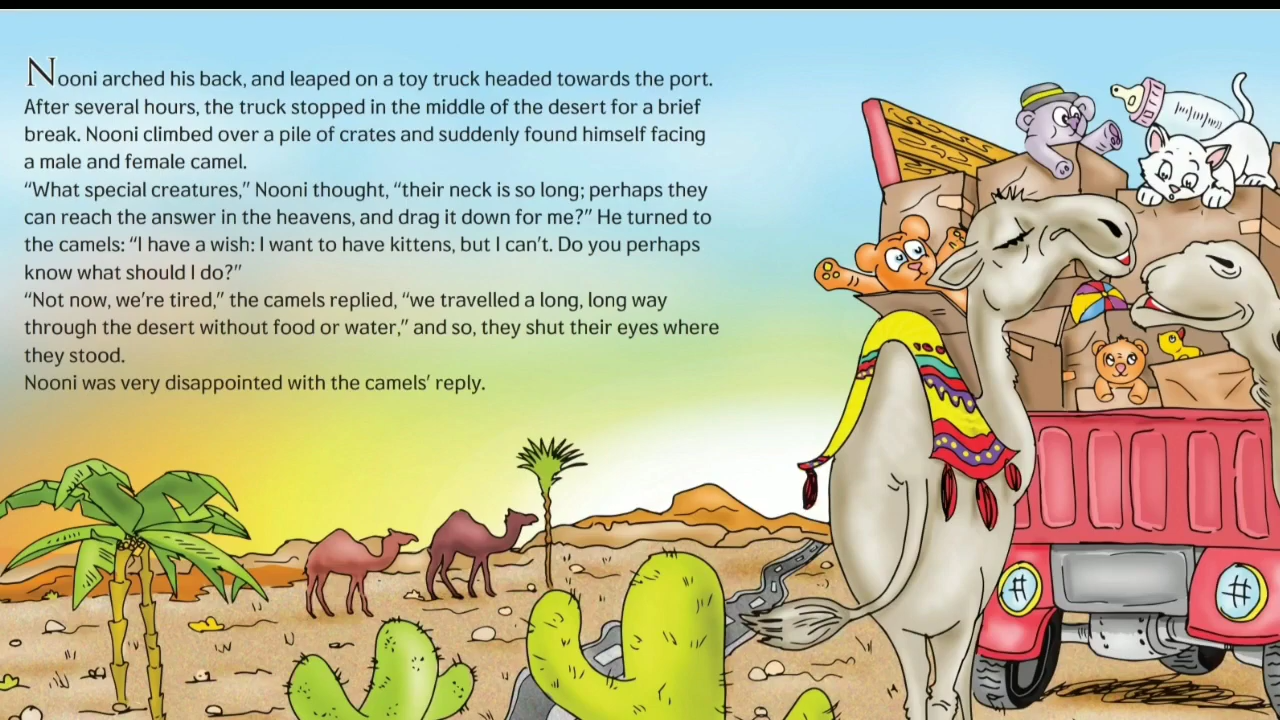 Nooni arched his back, and leaped on a toy truck headed towards the port.
After several hours, the truck stopped in the middle of the desert for a brief
break. Nooni climbed over a pile of crates and suddenly found himself facing
a male and female camel.
“What special creatures,” Nooni thought, “their neck is so long; perhaps they
can reach the answer in the heavens, and drag it down for me?” He turned to
the camels: “I have a wish: I want to have kittens, but I can’t. Do you perhaps
know what should I do?”
“Not now, we’re tired,” the camels replied, “we travelled a long, long way
through the desert without food or water,” and so, they shut their eyes where
they stood.
Nooni was very disappointed with the camels’ reply.